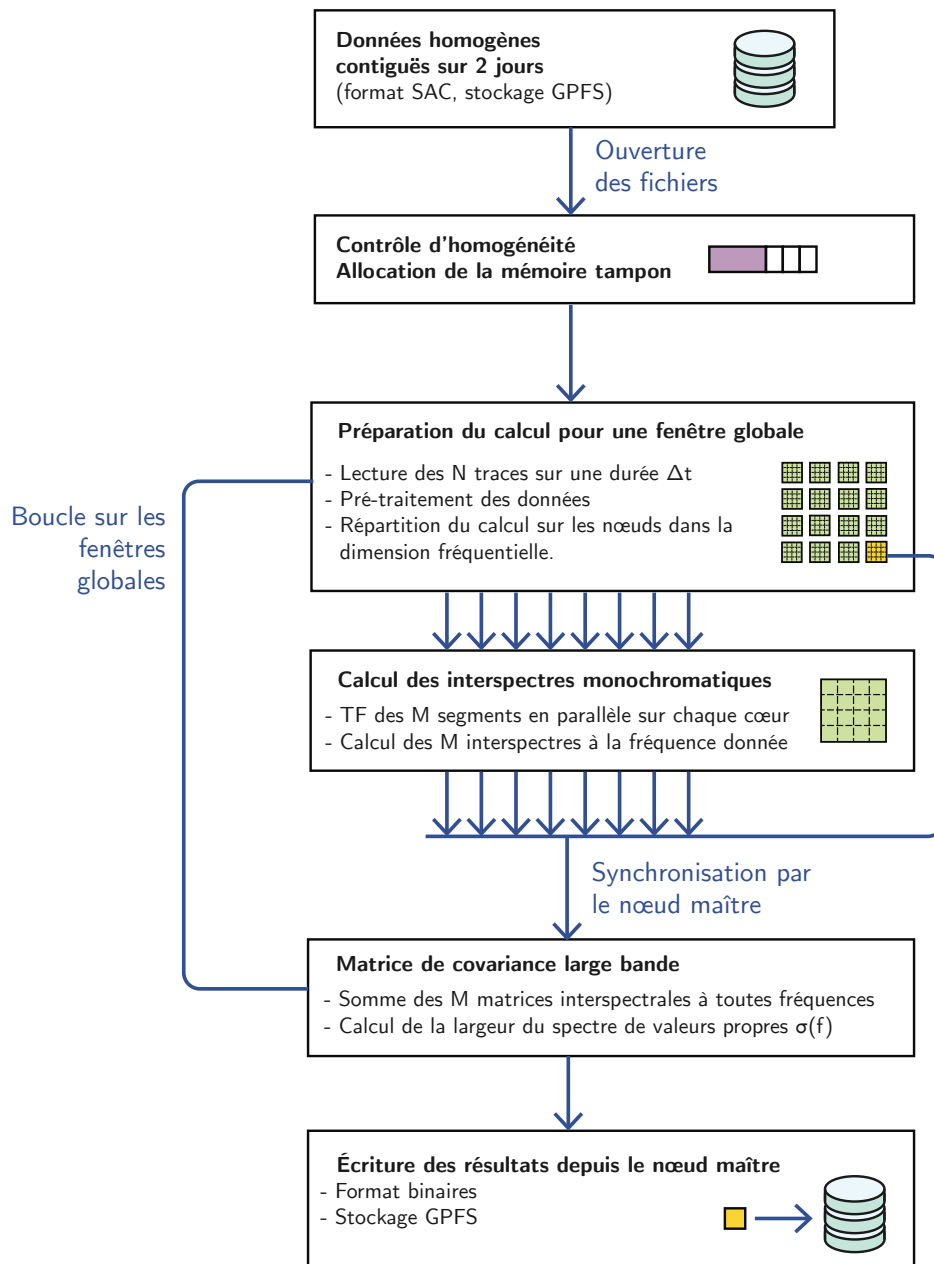 Données homogènes
contiguës sur 2 jours
(format SAC, stockage GPFS)
Ouverture
des fichiers
Contrôle d'homogénéité
Allocation de la mémoire tampon
Préparation du calcul pour une fenêtre globale
- Lecture des N traces sur une durée Δt
- Pré-traitement des données
- Répartition du calcul sur les nœuds dans la
dimension fréquentielle.
Boucle sur les
fenêtres
globales
Calcul des interspectres monochromatiques
- TF des M segments en parallèle sur chaque cœur
- Calcul des M interspectres à la fréquence donnée
Synchronisation par
le nœud maître
Matrice de covariance large bande
- Somme des M matrices interspectrales à toutes fréquences
- Calcul de la largeur du spectre de valeurs propres σ(f)
Écriture des résultats depuis le nœud maître
- Format binaires
- Stockage GPFS